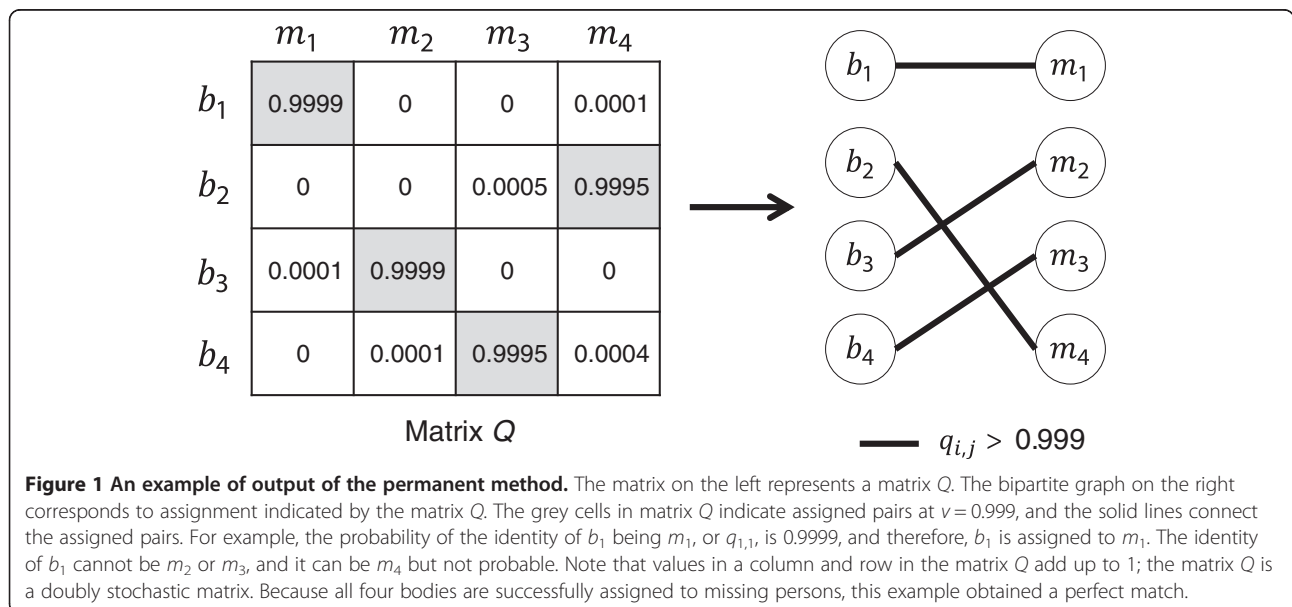 m₁ m₂ m₃ m₄
b₁ 0.9999 0 0 0.0001
b₂ 0 0 0.0005 0.9995
b₃ 0.0001 0.9999 0 0
b₄ 0 0.0001 0.9995 0.0004
Matrix Q
b₁ m₁
b₂ m₂
b₃ m₃
b₄ m₄
qᵢ,ⱼ > 0.999
Figure 1 An example of output of the permanent method. The matrix on the left represents a matrix Q. The bipartite graph on the right
corresponds to assignment indicated by the matrix Q. The grey cells in matrix Q indicate assigned pairs at v = 0.999, and the solid lines connect
the assigned pairs. For example, the probability of the identity of b₁ being m₁, or q₁,₁, is 0.9999, and therefore, b₁ is assigned to m₁. The identity
of b₁ cannot be m₂ or m₃, and it can be m₄ but not probable. Note that values in a column and row in the matrix Q add up to 1; the matrix Q is
a doubly stochastic matrix. Because all four bodies are successfully assigned to missing persons, this example obtained a perfect match.